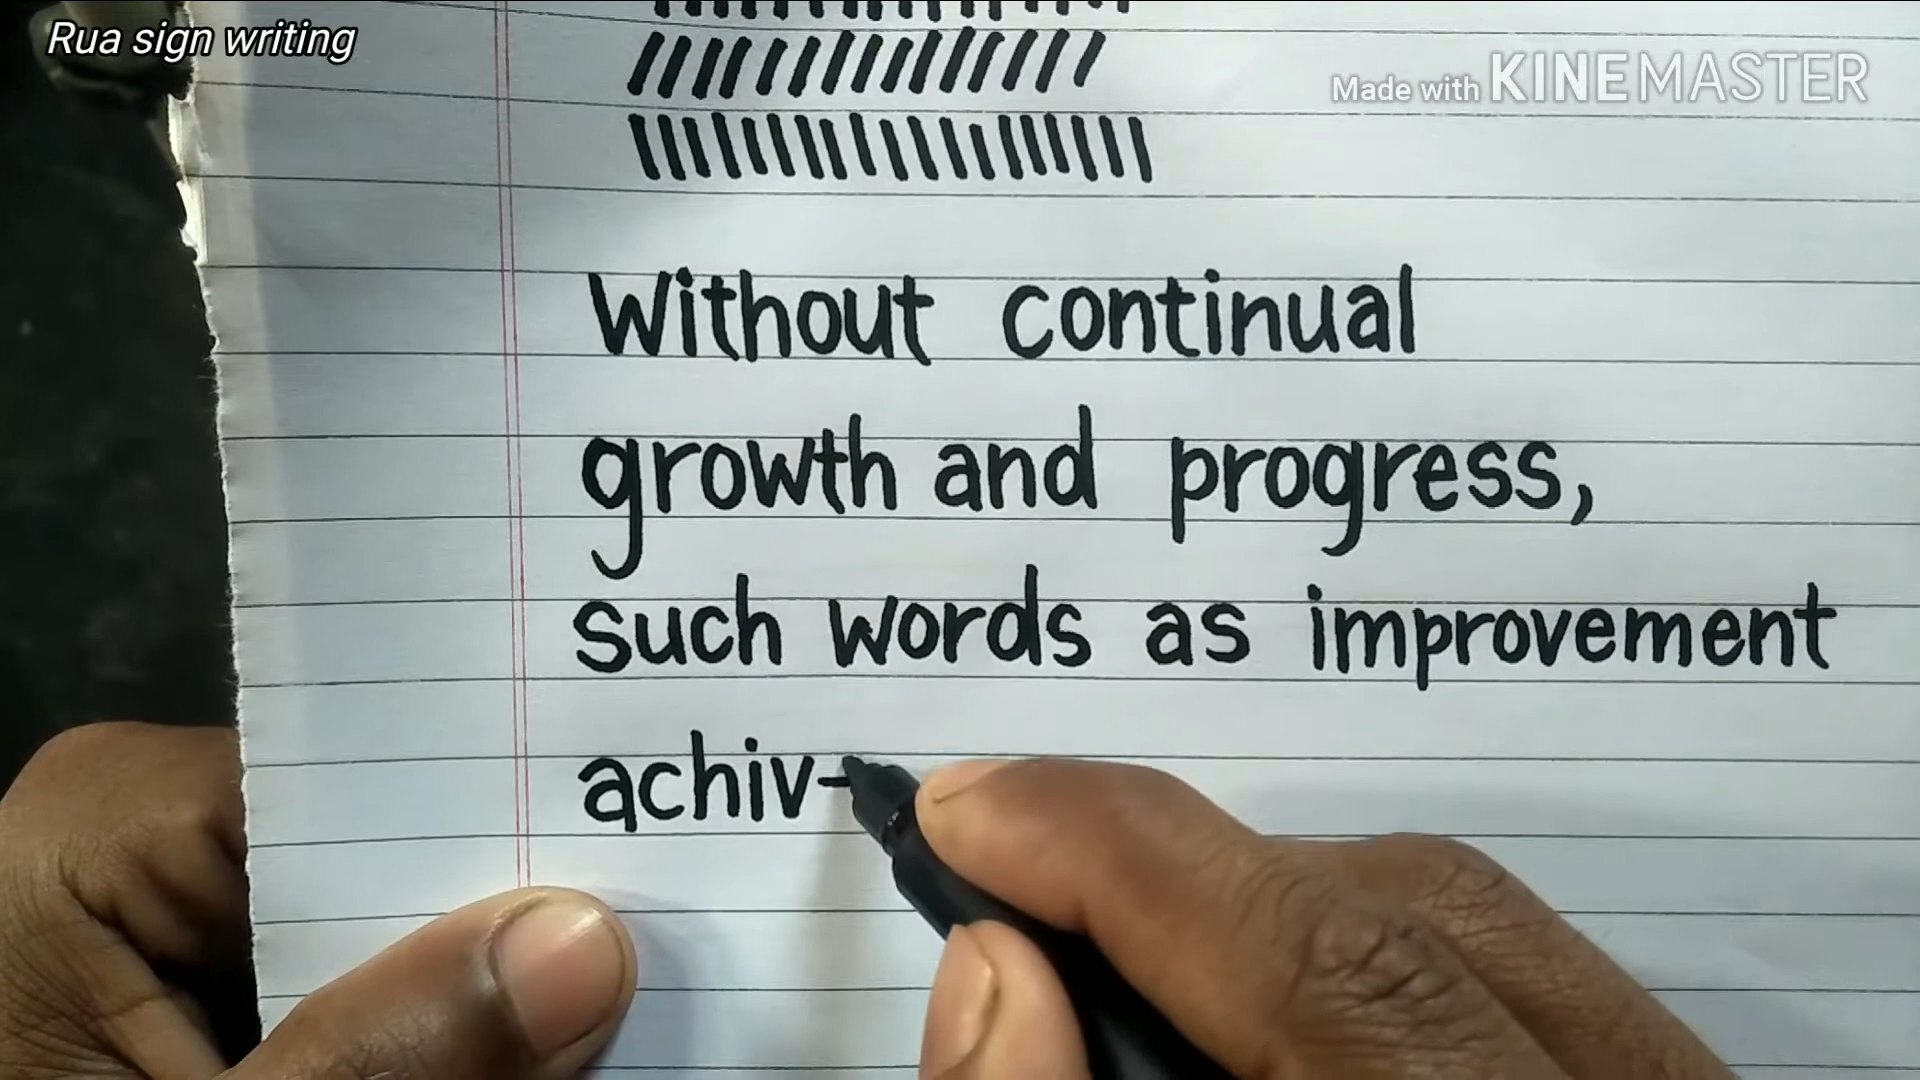 Rua sign writing
Made with KINEMASTER
Without continual
growth and progress,
such words as improvement
achiv